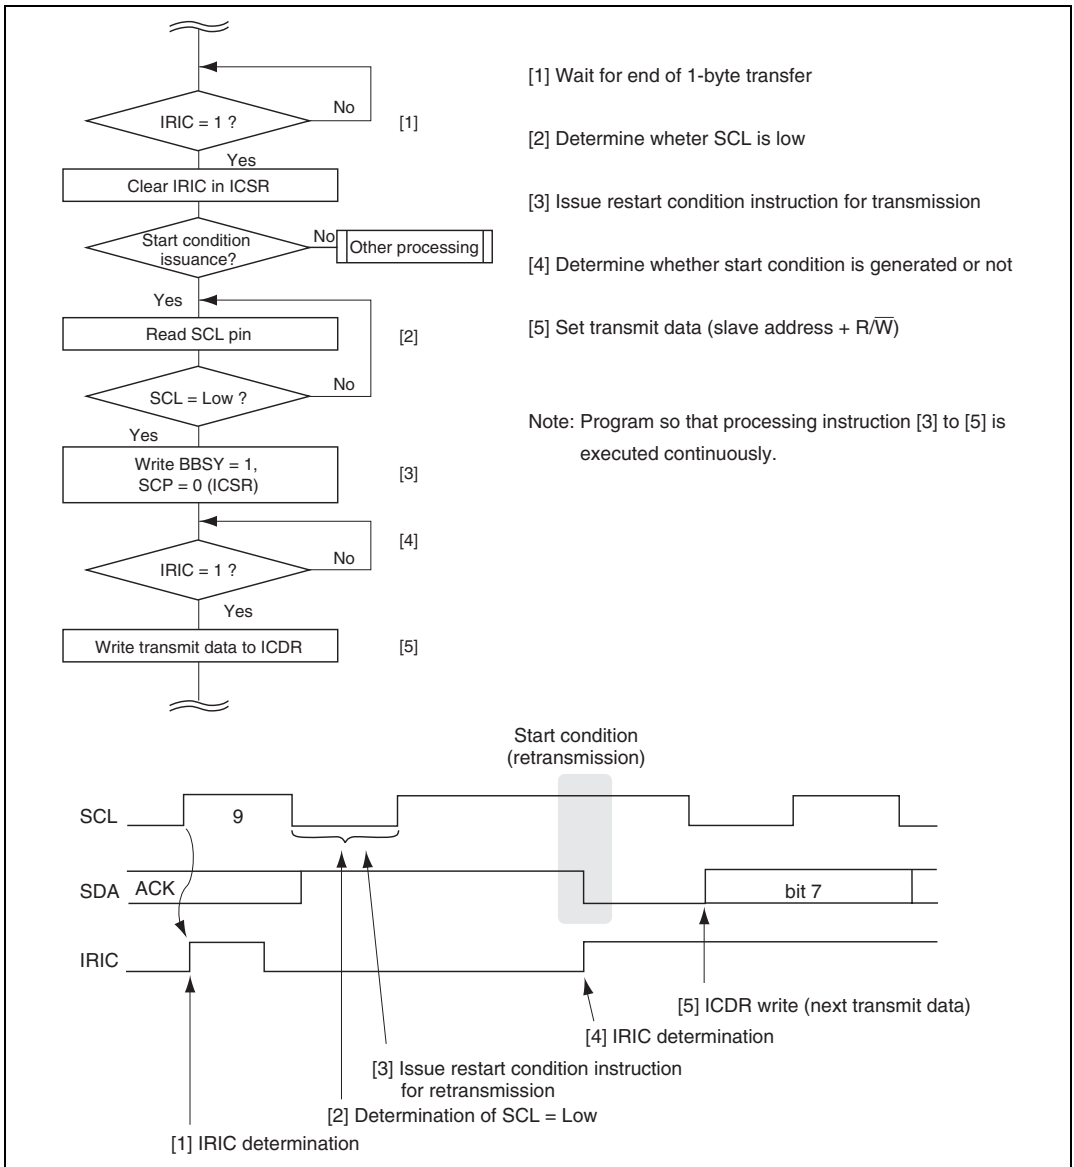 IRIC = 1 ?
No
[1]
Yes
Clear IRIC in ICSR
Start condition
issuance?
No
Other processing
Yes
Read SCL pin
[2]
SCL = Low ?
No
Yes
Write BBSY = 1,
SCP = 0 (ICSR)
[3]
[4]
IRIC = 1 ?
No
Yes
Write transmit data to ICDR
[5]
[1] Wait for end of 1-byte transfer
[2] Determine wheter SCL is low
[3] Issue restart condition instruction for transmission
[4] Determine whether start condition is generated or not
[5] Set transmit data (slave address + R/W̅)
Note: Program so that processing instruction [3] to [5] is
executed continuously.
Start condition
(retransmission)
SCL
9
SDA
ACK
bit 7
IRIC
[5] ICDR write (next transmit data)
[4] IRIC determination
[3] Issue restart condition instruction
for retransmission
[2] Determination of SCL = Low
[1] IRIC determination